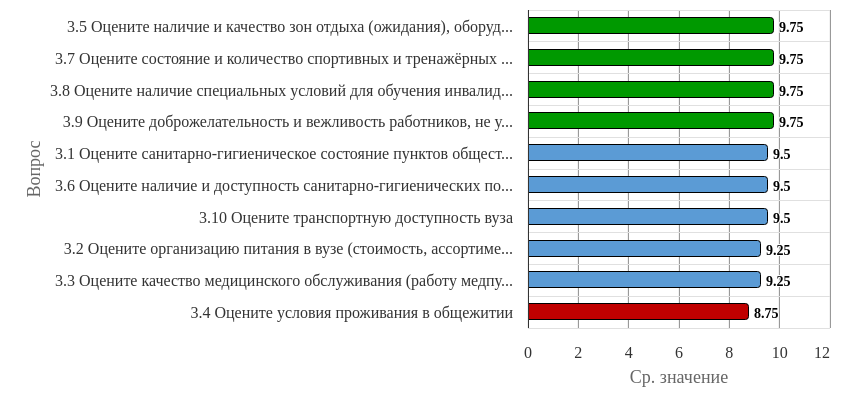 Вопрос
3.5 Оцените наличие и качество зон отдыха (ожидания), оборуд... 9.75
3.7 Оцените состояние и количество спортивных и тренажёрных ... 9.75
3.8 Оцените наличие специальных условий для обучения инвалид... 9.75
3.9 Оцените доброжелательность и вежливость работников, не у... 9.75
3.1 Оцените санитарно-гигиеническое состояние пунктов общест... 9.5
3.6 Оцените наличие и доступность санитарно-гигиенических по... 9.5
3.10 Оцените транспортную доступность вуза 9.5
3.2 Оцените организацию питания в вузе (стоимость, ассортиме... 9.25
3.3 Оцените качество медицинского обслуживания (работу медпу... 9.25
3.4 Оцените условия проживания в общежитии 8.75
0 2 4 6 8 10 12
Ср. значение